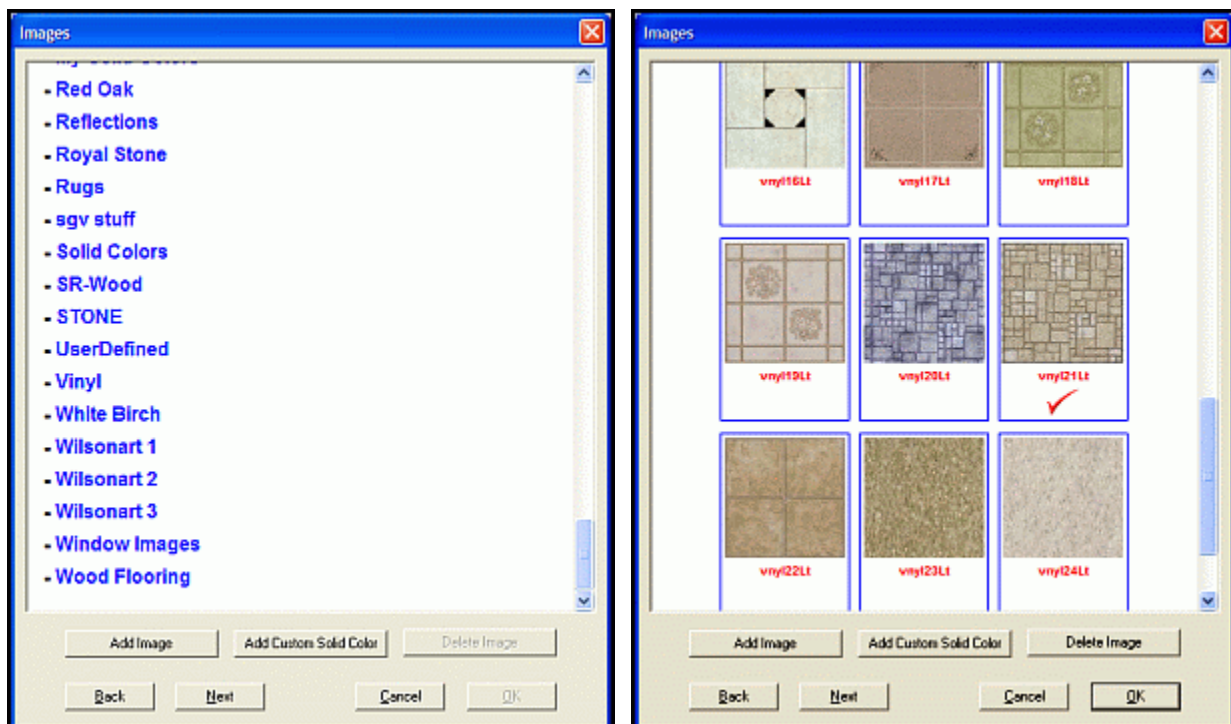 Images
- Red Oak
- Reflections
- Royal Stone
- Rugs
- sgv stuff
- Solid Colors
- SR-Wood
- STONE
- UserDefined
- Vinyl
- White Birch
- Wilsonart 1
- Wilsonart 2
- Wilsonart 3
- Window Images
- Wood Flooring
Add Image Add Custom Solid Color Delete Image
Back Next Cancel OK
Images
vnyl16Lt vnyl17Lt vnyl18Lt
vnyl19Lt vnyl20Lt vnyl21Lt
vnyl22Lt vnyl23Lt vnyl24Lt
Add Image Add Custom Solid Color Delete Image
Back Next Cancel OK